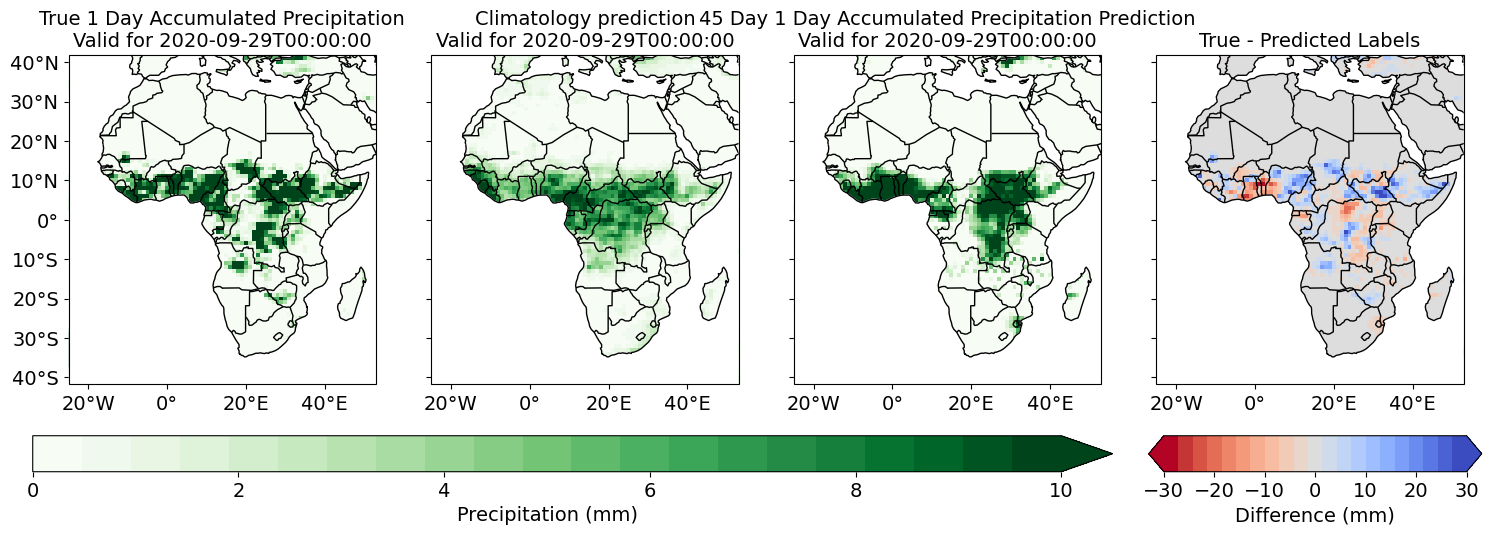 True 1 Day Accumulated Precipitation
Valid for 2020-09-29T00:00:00
Climatology prediction
Valid for 2020-09-29T00:00:00
45 Day 1 Day Accumulated Precipitation Prediction
Valid for 2020-09-29T00:00:00
True - Predicted Labels
40°N
30°N
20°N
10°N
0°
10°S
20°S
30°S
40°S
20°W 0° 20°E 40°E
20°W 0° 20°E 40°E
20°W 0° 20°E 40°E
20°W 0° 20°E 40°E
0 2 4 6 8 10
Precipitation (mm)
−30 −20 −10 0 10 20 30
Difference (mm)